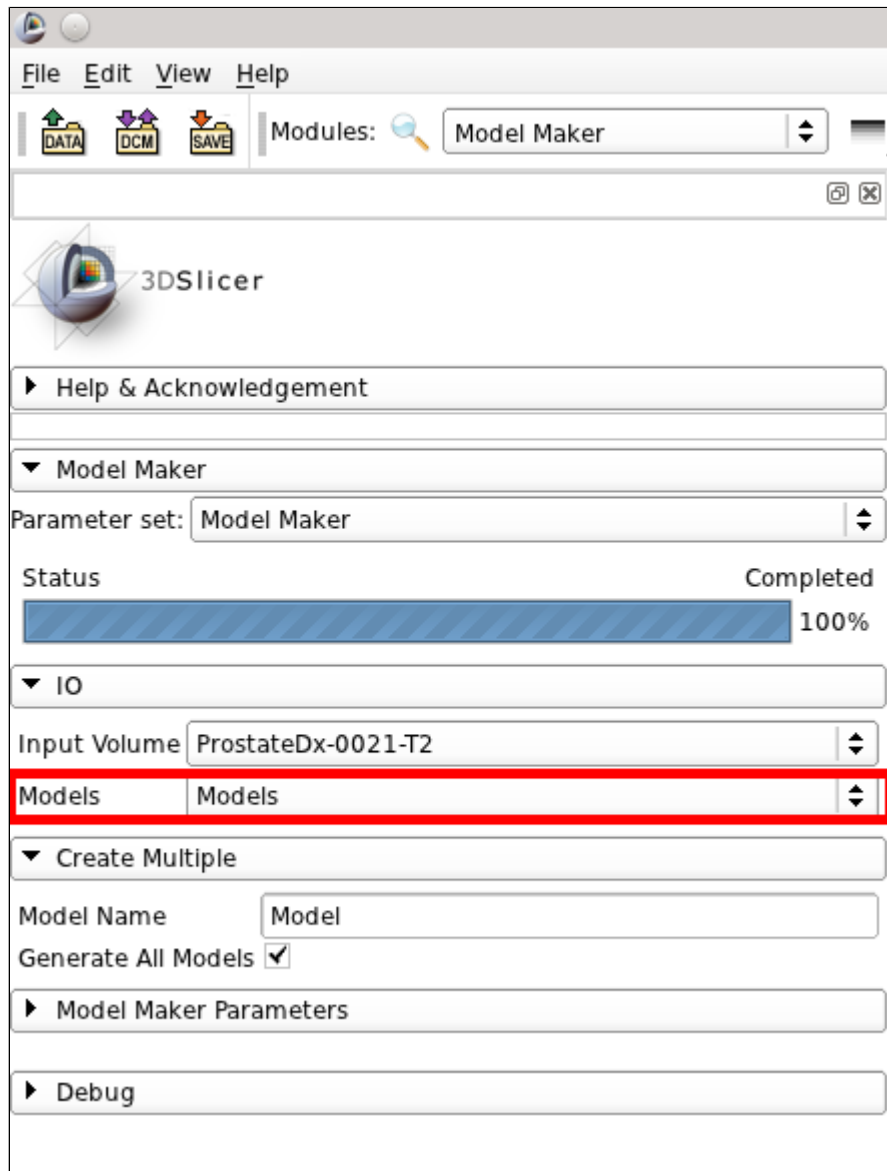 File Edit View Help
DATA DCM SAVE Modules: Model Maker
3DSlicer
Help & Acknowledgement
Model Maker
Parameter set: Model Maker
Status Completed
100%
IO
Input Volume ProstateDx-0021-T2
Models Models
Create Multiple
Model Name Model
Generate All Models
Model Maker Parameters
Debug